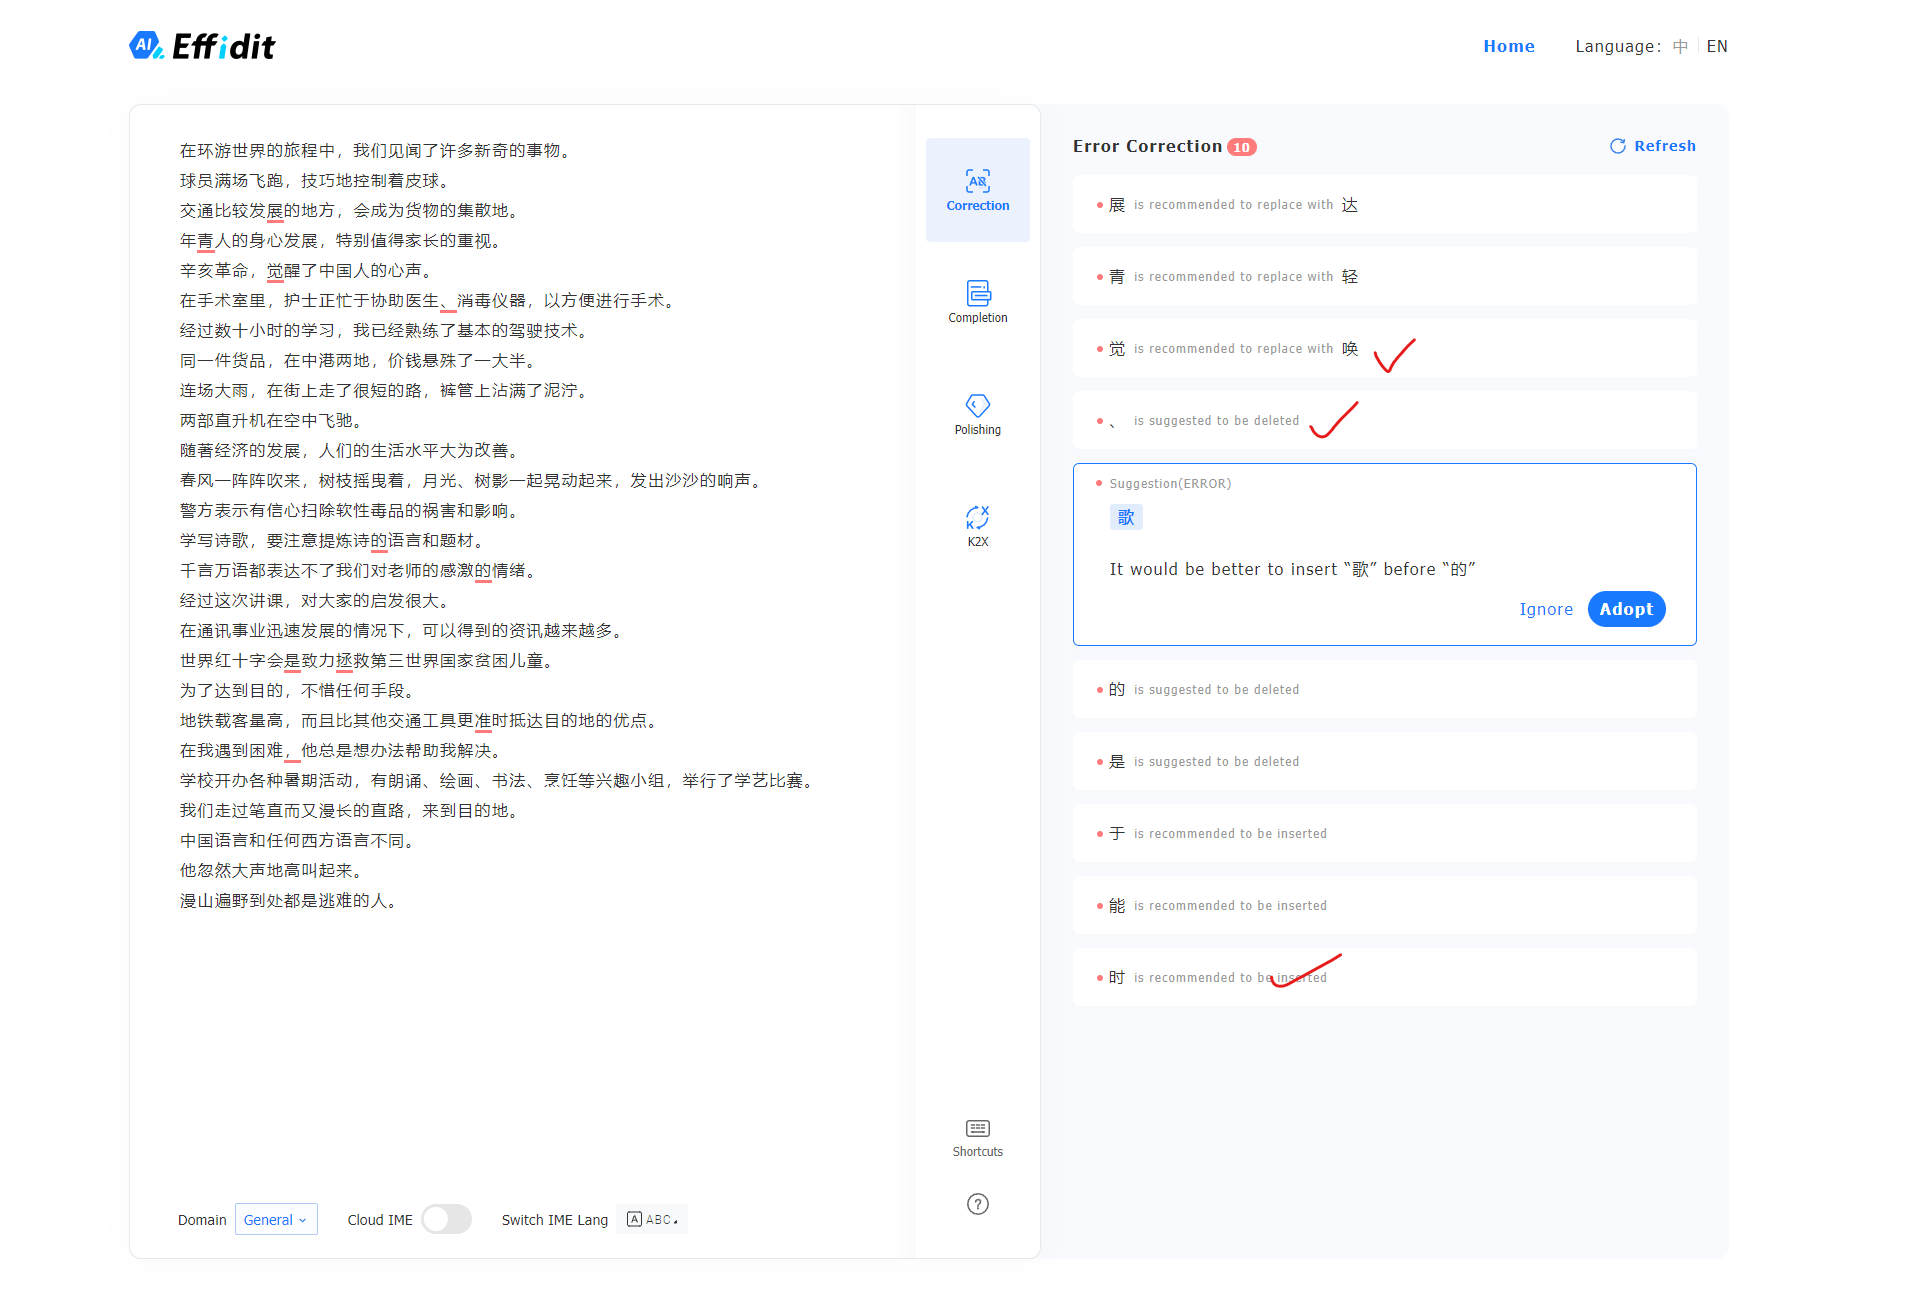 AI Effidit
Home
Language: 中 EN
在环游世界的旅程中，我们见闻了许多新奇的事物。
球员满场飞跑，技巧地控制着皮球。
交通比较发展的地方，会成为货物的集散地。
年青人的身心发展，特别值得家长的重视。
辛亥革命，觉醒了中国人的心声。
在手术室里，护士正忙于协助医生、消毒仪器，以方便进行手术。
经过数十小时的学习，我已经熟练了基本的驾驶技术。
同一件货品，在中港两地，价钱悬殊了一大半。
连场大雨，在街上走了很短的路，裤管上沾满了泥泞。
两部直升机在空中飞驰。
随著经济的发展，人们的生活水平大为改善。
春风一阵阵吹来，树枝摇曳着，月光、树影一起晃动起来，发出沙沙的响声。
警方表示有信心扫除软性毒品的祸害和影响。
学写诗歌，要注意提炼诗的语言和题材。
千言万语都表达不了我们对老师的感激的情绪。
经过这次讲课，对大家的启发很大。
在通讯事业迅速发展的情况下，可以得到的资讯越来越多。
世界红十字会是致力拯救第三世界国家贫困儿童。
为了达到目的，不惜任何手段。
地铁载客量高，而且比其他交通工具更准时抵达目的地的优点。
在我遇到困难，他总是想办法帮助我解决。
学校开办各种暑期活动，有朗诵、绘画、书法、烹饪等兴趣小组，举行了学艺比赛。
我们走过笔直而又漫长的直路，来到目的地。
中国语言和任何西方语言不同。
他忽然大声地高叫起来。
漫山遍野到处都是逃难的人。
Domain General
Cloud IME
Switch IME Lang A ABC
Correction
Completion
Polishing
K2X
Shortcuts
?
Error Correction 10
Refresh
展 is recommended to replace with 达
青 is recommended to replace with 轻
觉 is recommended to replace with 唤
、 is suggested to be deleted
Suggestion(ERROR)
歌
It would be better to insert “歌” before “的”
Ignore Adopt
的 is suggested to be deleted
是 is suggested to be deleted
于 is recommended to be inserted
能 is recommended to be inserted
时 is recommended to be inserted